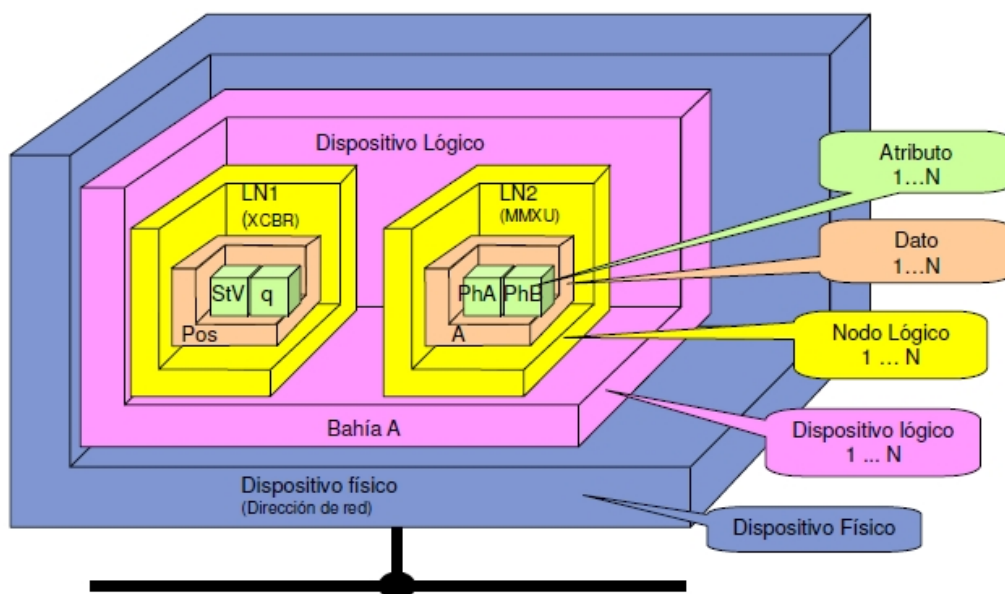 Dispositivo Lógico
LN1
(XCBR)
StV
q
Pos
LN2
(MMXU)
PhA
PhB
A
Bahía A
Dispositivo físico
(Dirección de red)
Atributo
1...N
Dato
1...N
Nodo Lógico
1 ... N
Dispositivo lógico
1 ... N
Dispositivo Físico